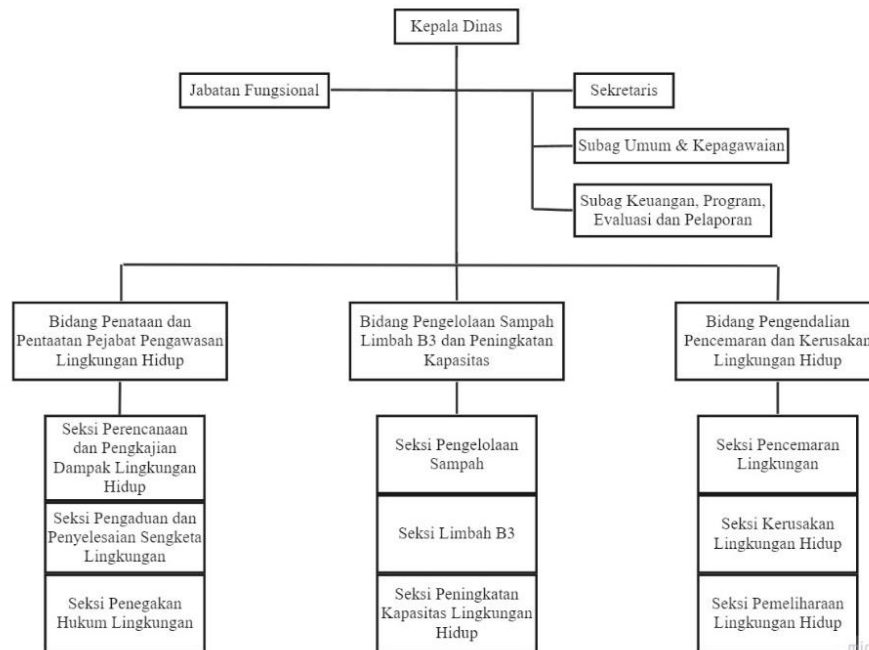 Kepala Dinas
Jabatan Fungsional
Sekretaris
Subag Umum & Kepagawaian
Subag Keuangan, Program,
Evaluasi dan Pelaporan
Bidang Penataan dan
Pentaatan Pejabat Pengawasan
Lingkungan Hidup
Bidang Pengelolaan Sampah
Limbah B3 dan Peningkatan
Kapasitas
Bidang Pengendalian
Pencemaran dan Kerusakan
Lingkungan Hidup
Seksi Perencanaan
dan Pengkajian
Dampak Lingkungan
Hidup
Seksi Pengaduan dan
Penyelesaian Sengketa
Lingkungan
Seksi Penegakan
Hukum Lingkungan
Seksi Pengelolaan
Sampah
Seksi Limbah B3
Seksi Peningkatan
Kapasitas Lingkungan
Hidup
Seksi Pencemaran
Lingkungan
Seksi Kerusakan
Lingkungan Hidup
Seksi Pemeliharaan
Lingkungan Hidup